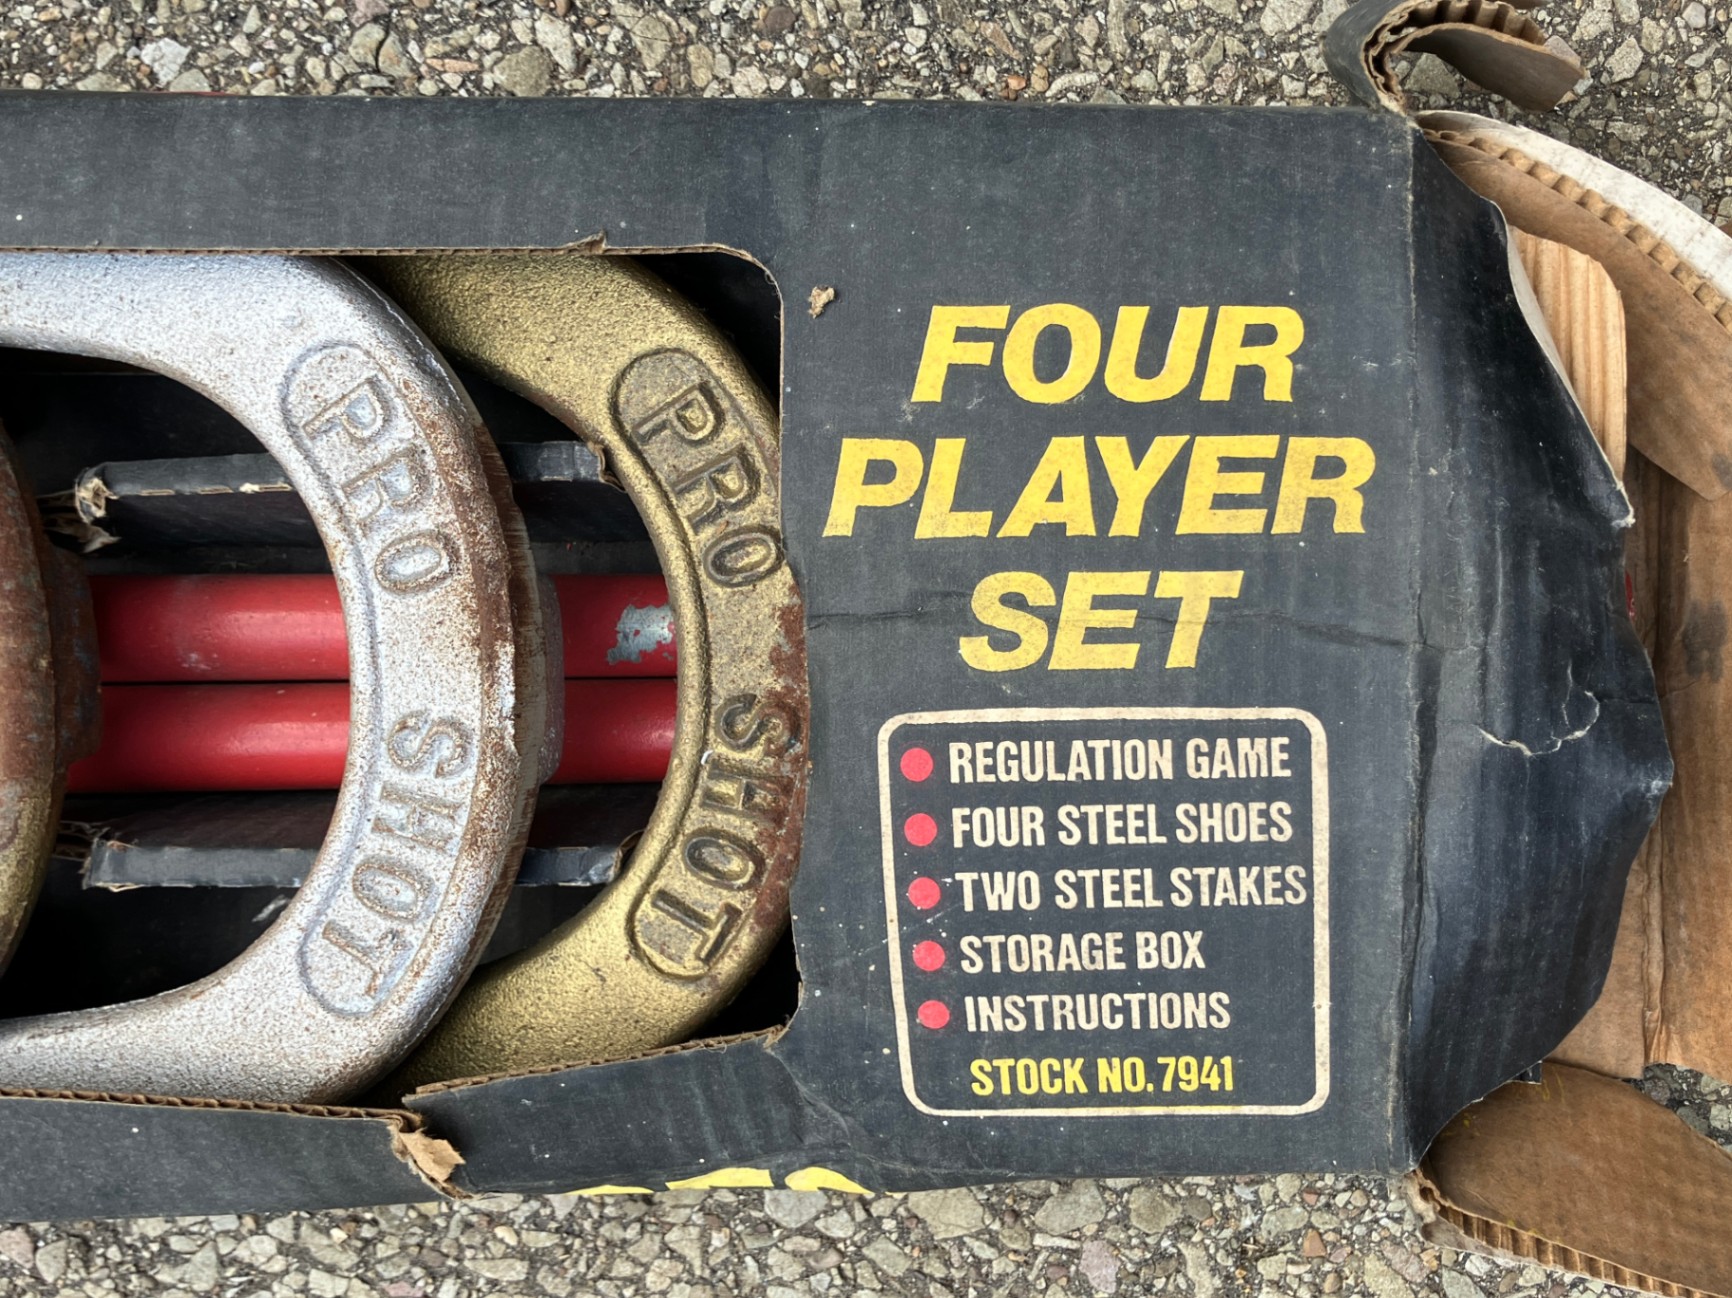 PRO SHOT
PRO SHOT
FOUR
PLAYER
SET
REGULATION GAME
FOUR STEEL SHOES
TWO STEEL STAKES
STORAGE BOX
INSTRUCTIONS
STOCK NO. 7941